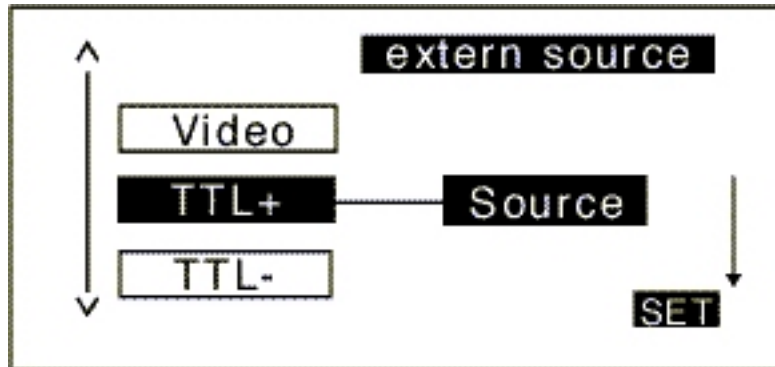 extern source
Video
TTL+ Source
TTL-
SET